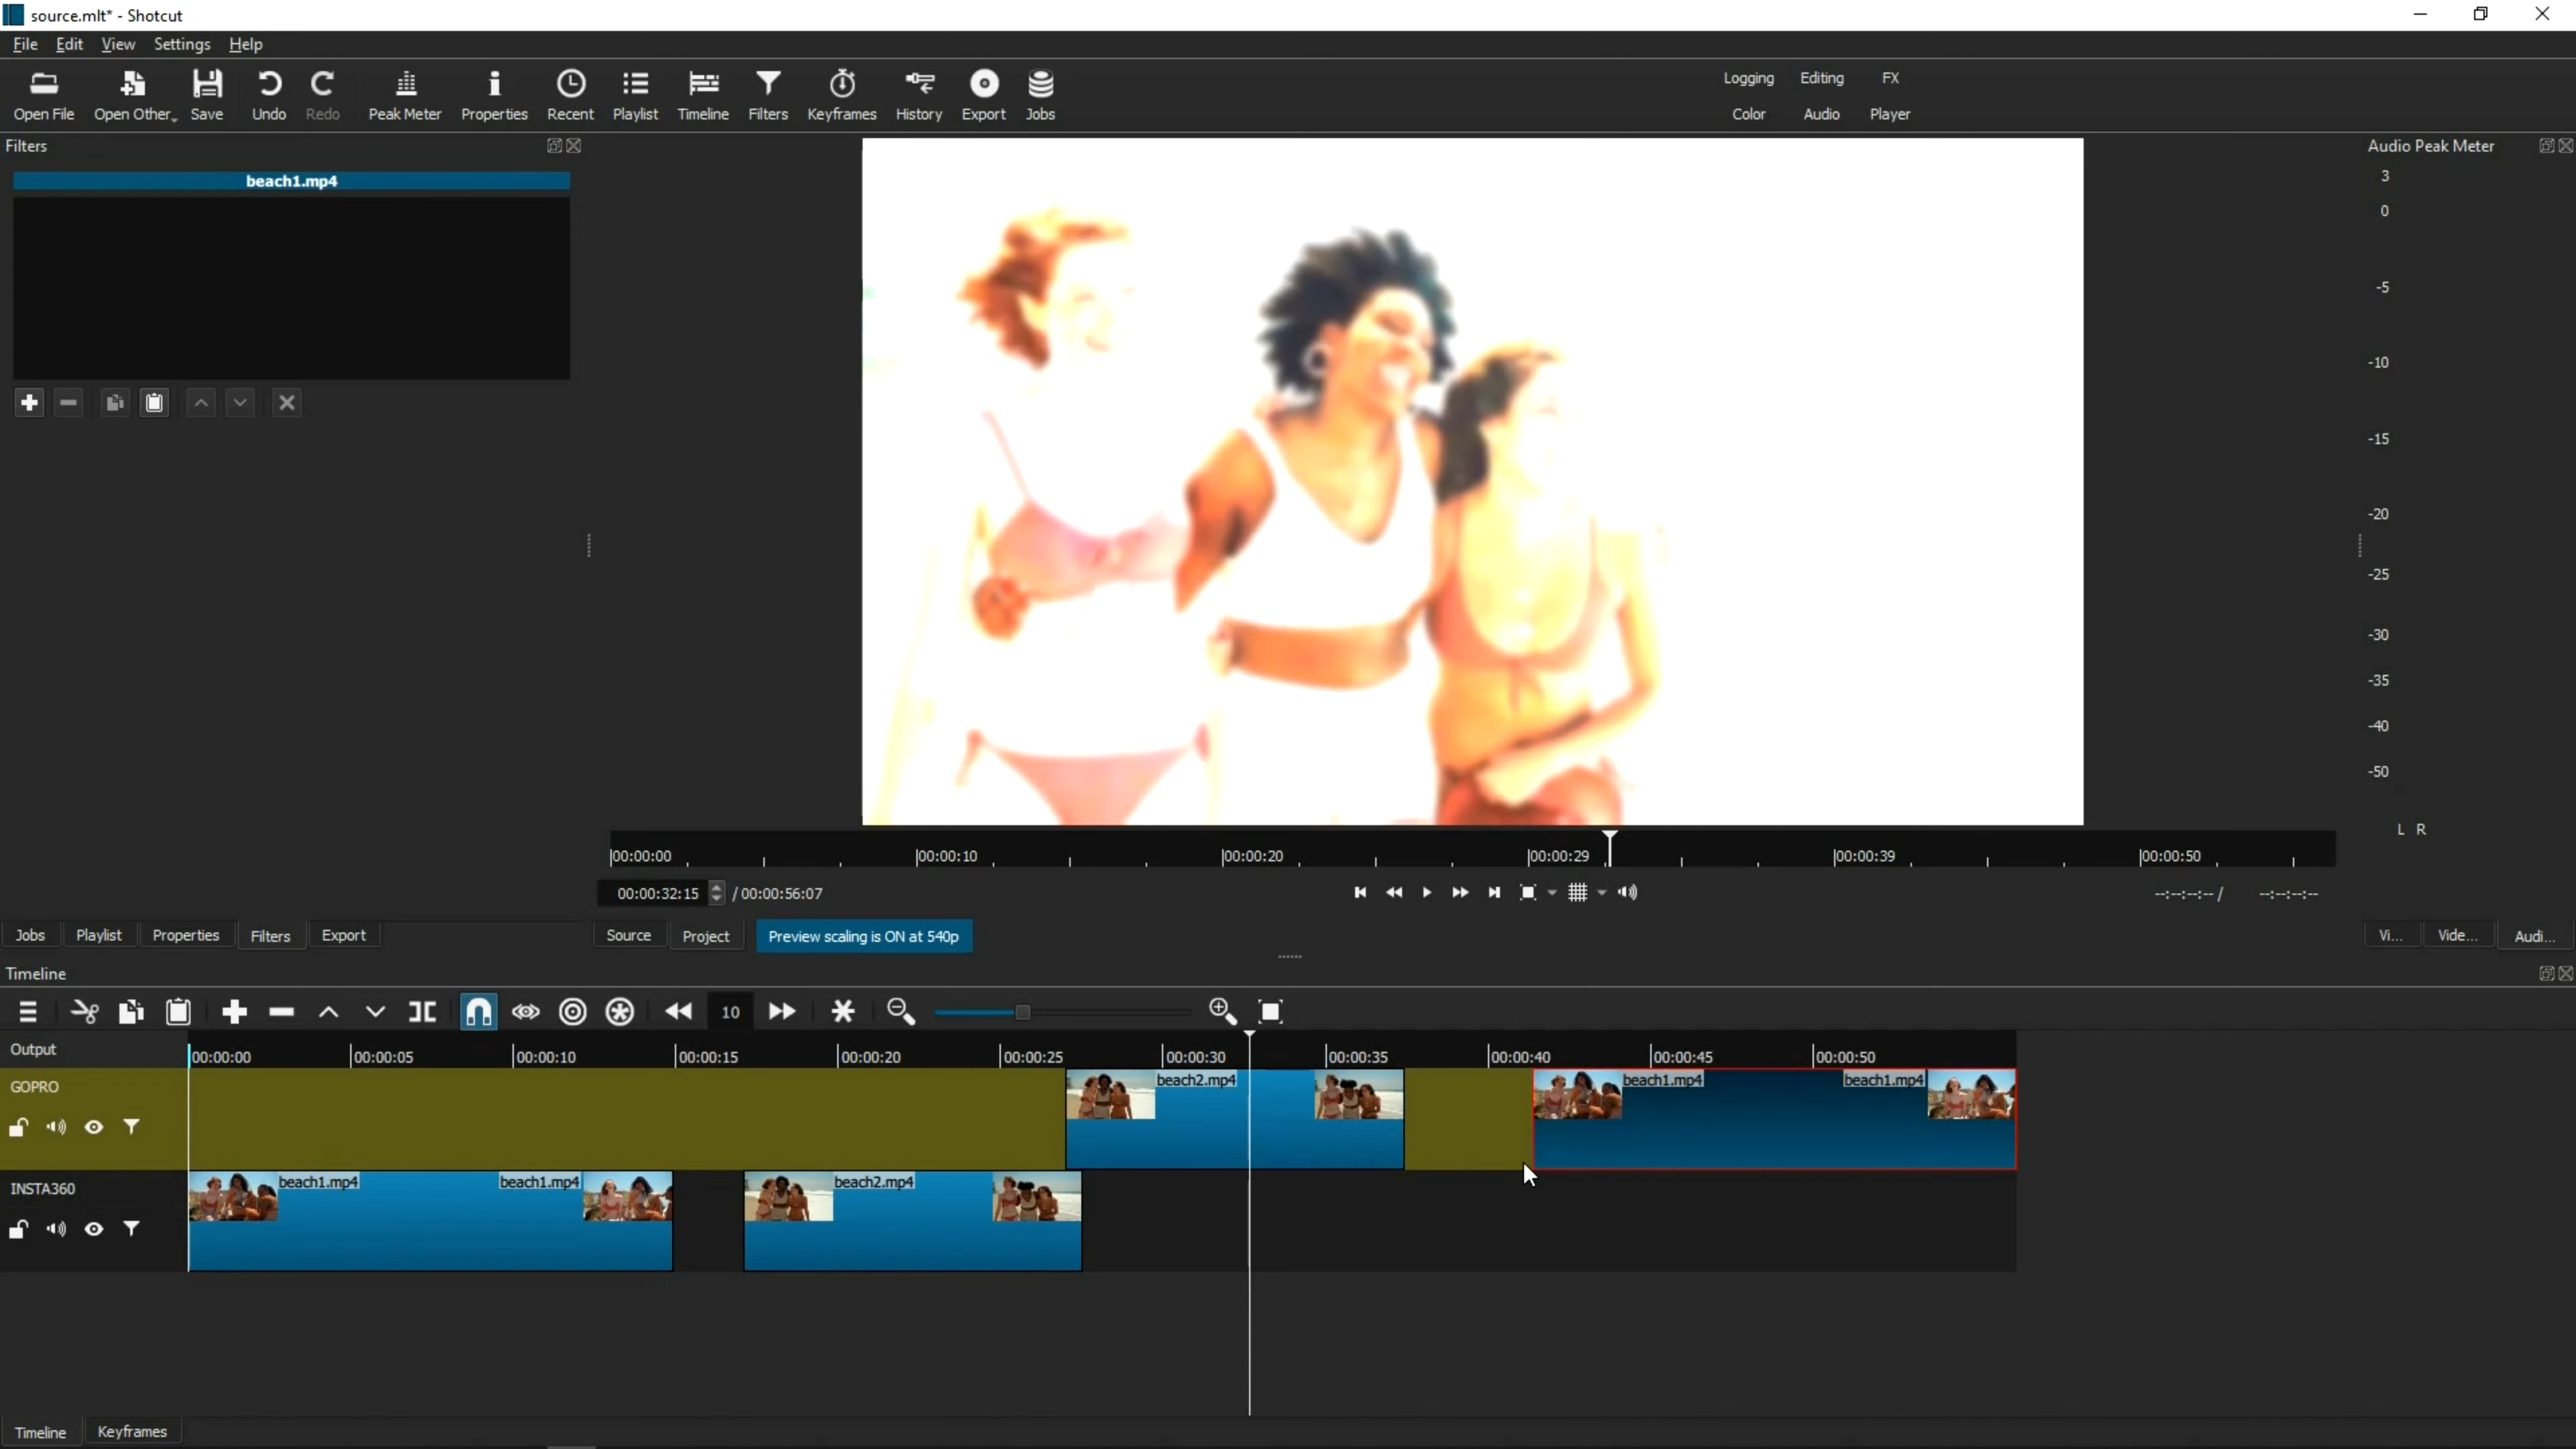 source.mlt* - Shotcut
File Edit View Settings Help
Open File Open Other Save Undo Redo Peak Meter Properties Recent Playlist Timeline Filters Keyframes History Export Jobs
Logging Editing FX
Color Audio Player
Filters
beach1.mp4
Audio Peak Meter
3
0
-5
-10
-15
-20
-25
-30
-35
-40
-50
L R
00:00:00 00:00:10 00:00:20 00:00:29 00:00:39 00:00:50
00:00:32:15 / 00:00:56:07
--:--:--:-- / --:--:--:--
Jobs Playlist Properties Filters Export
Source Project Preview scaling is ON at 540p
Vi... Vide... Audi...
Timeline
10
Output
00:00:00 00:00:05 00:00:10 00:00:15 00:00:20 00:00:25 00:00:30 00:00:35 00:00:40 00:00:45 00:00:50
GOPRO
beach2.mp4 beach1.mp4 beach1.mp4
INSTA360
beach1.mp4 beach1.mp4 beach2.mp4
Timeline Keyframes